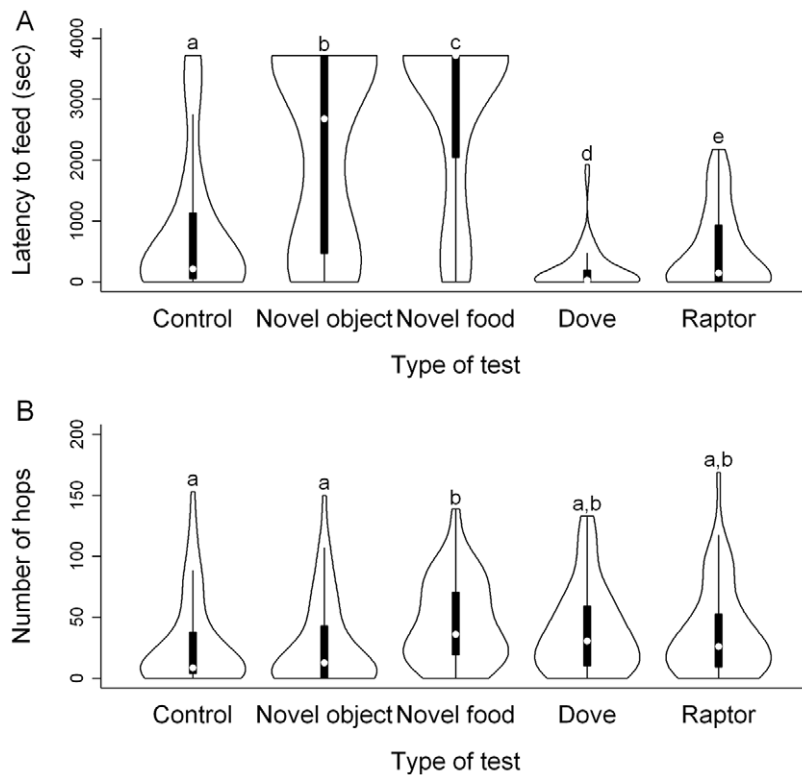 A
Latency to feed (sec)
4000
3000
2000
1000
0
a
b
c
d
e
Control
Novel object
Novel food
Dove
Raptor
Type of test
B
Number of hops
200
150
100
50
0
a
a
b
a,b
a,b
Control
Novel object
Novel food
Dove
Raptor
Type of test